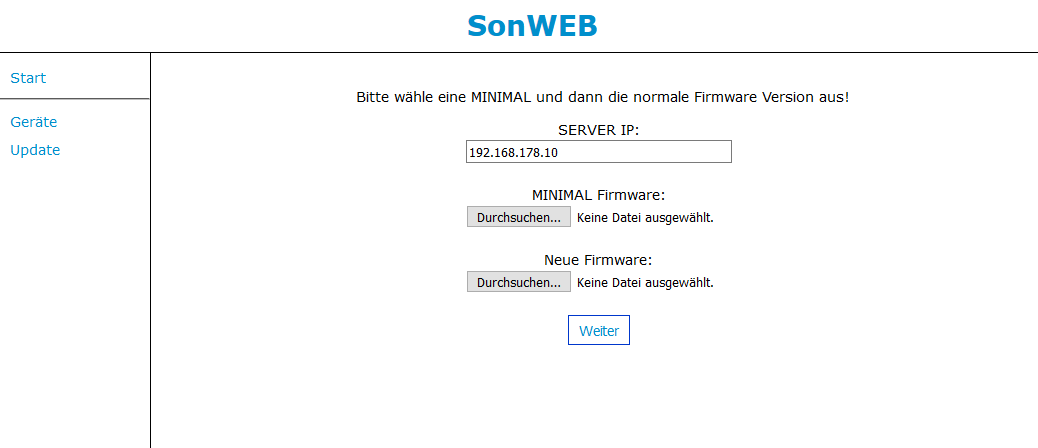 SonWEB
Start
Geräte
Update
Bitte wähle eine MINIMAL und dann die normale Firmware Version aus!
SERVER IP:
192.168.178.10
MINIMAL Firmware:
Durchsuchen... Keine Datei ausgewählt.
Neue Firmware:
Durchsuchen... Keine Datei ausgewählt.
Weiter